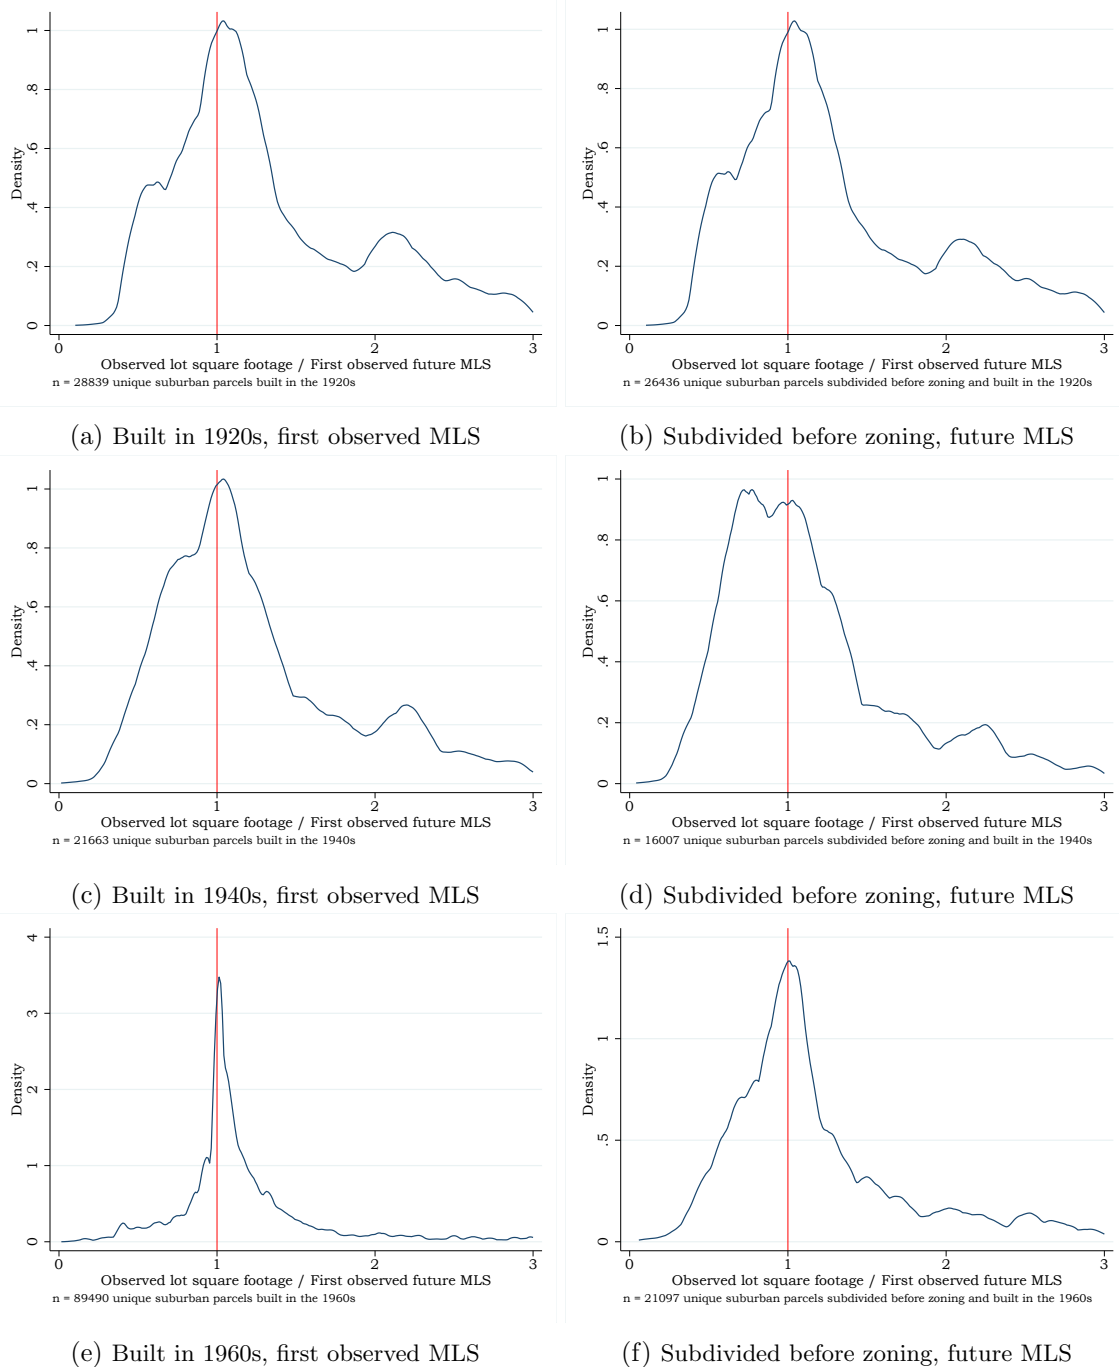 Density
0 .2 .4 .6 .8 1
0 1 2 3
Observed lot square footage / First observed future MLS
n = 28839 unique suburban parcels built in the 1920s
(a) Built in 1920s, first observed MLS
Density
0 .2 .4 .6 .8 1
0 1 2 3
Observed lot square footage / First observed future MLS
n = 26436 unique suburban parcels subdivided before zoning and built in the 1920s
(b) Subdivided before zoning, future MLS
Density
0 .2 .4 .6 .8 1
0 1 2 3
Observed lot square footage / First observed future MLS
n = 21663 unique suburban parcels built in the 1940s
(c) Built in 1940s, first observed MLS
Density
0 .2 .4 .6 .8 1
0 1 2 3
Observed lot square footage / First observed future MLS
n = 16007 unique suburban parcels subdivided before zoning and built in the 1940s
(d) Subdivided before zoning, future MLS
Density
0 1 2 3 4
0 1 2 3
Observed lot square footage / First observed future MLS
n = 89490 unique suburban parcels built in the 1960s
(e) Built in 1960s, first observed MLS
Density
0 .5 1 1.5
0 1 2 3
Observed lot square footage / First observed future MLS
n = 21097 unique suburban parcels subdivided before zoning and built in the 1960s
(f) Subdivided before zoning, future MLS